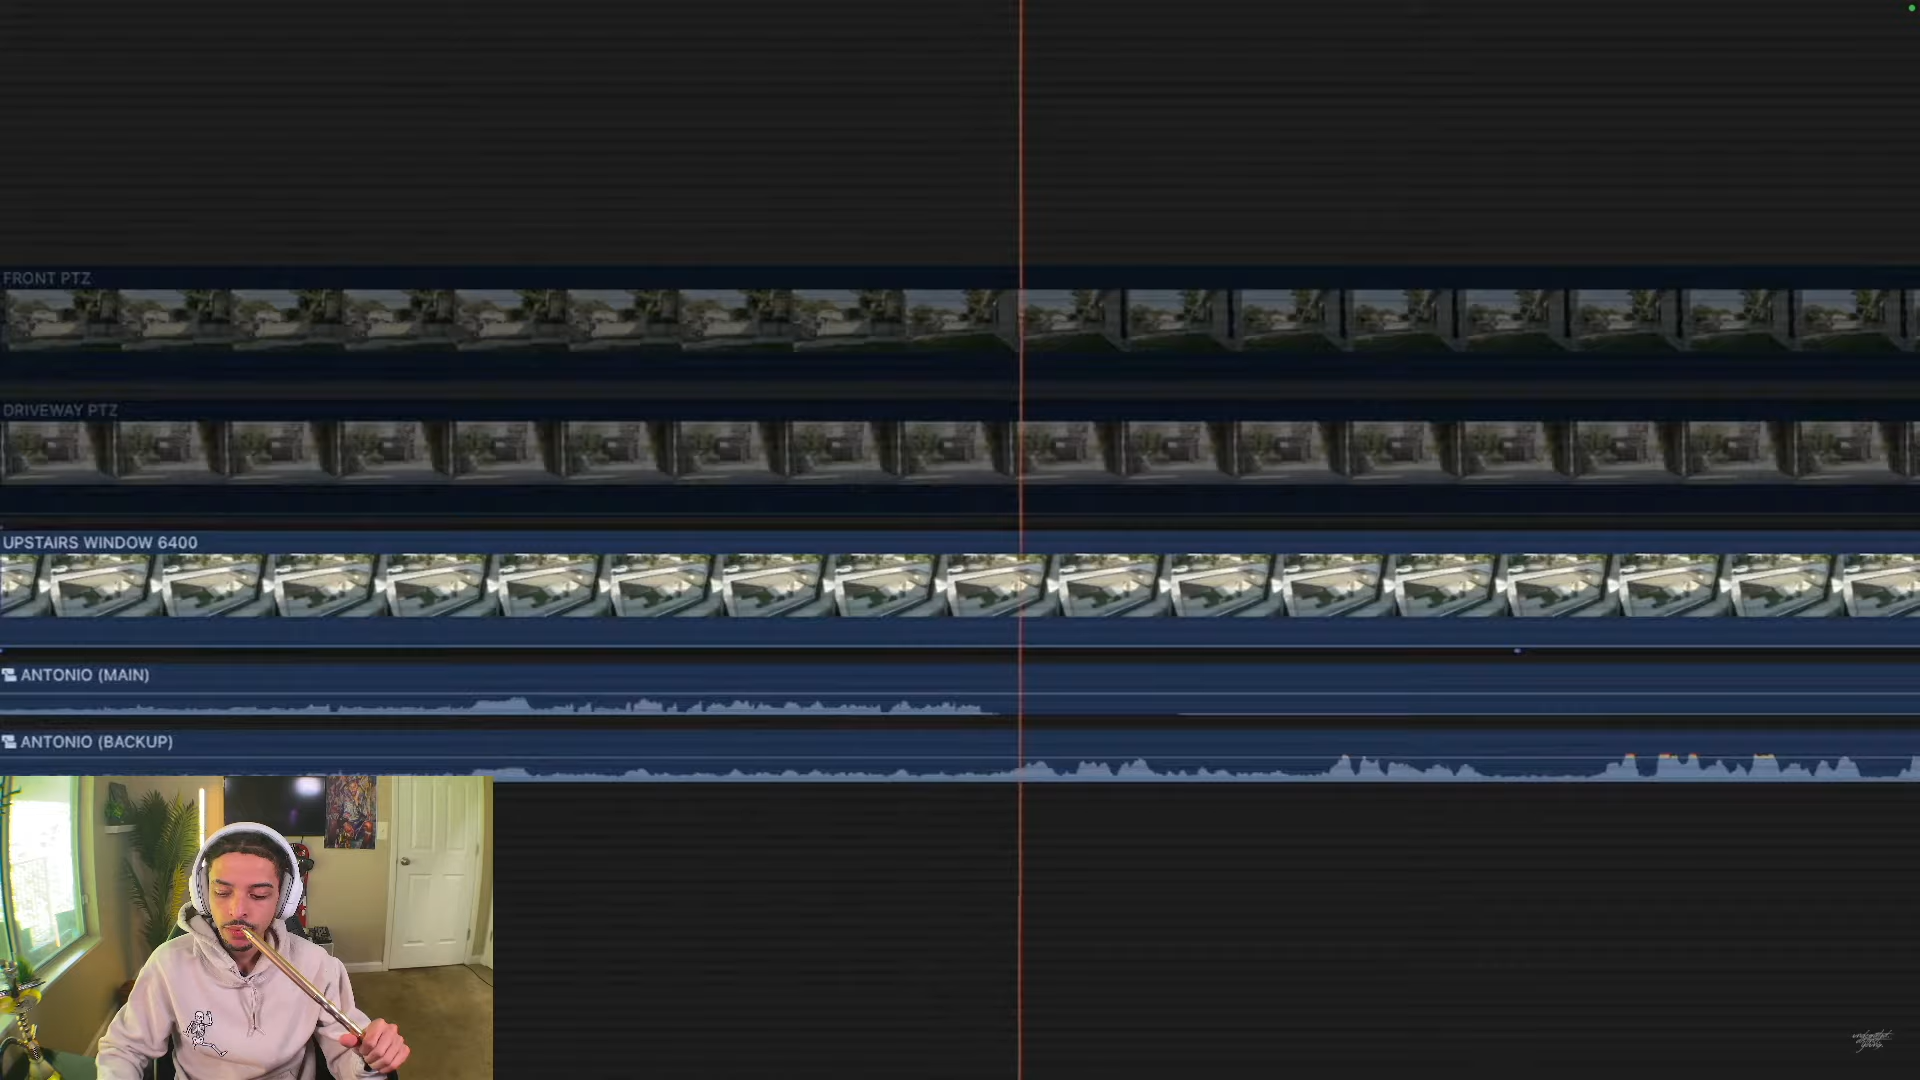 FRONT PTZ
DRIVEWAY PTZ
UPSTAIRS WINDOW 6400
ANTONIO (MAIN)
ANTONIO (BACKUP)